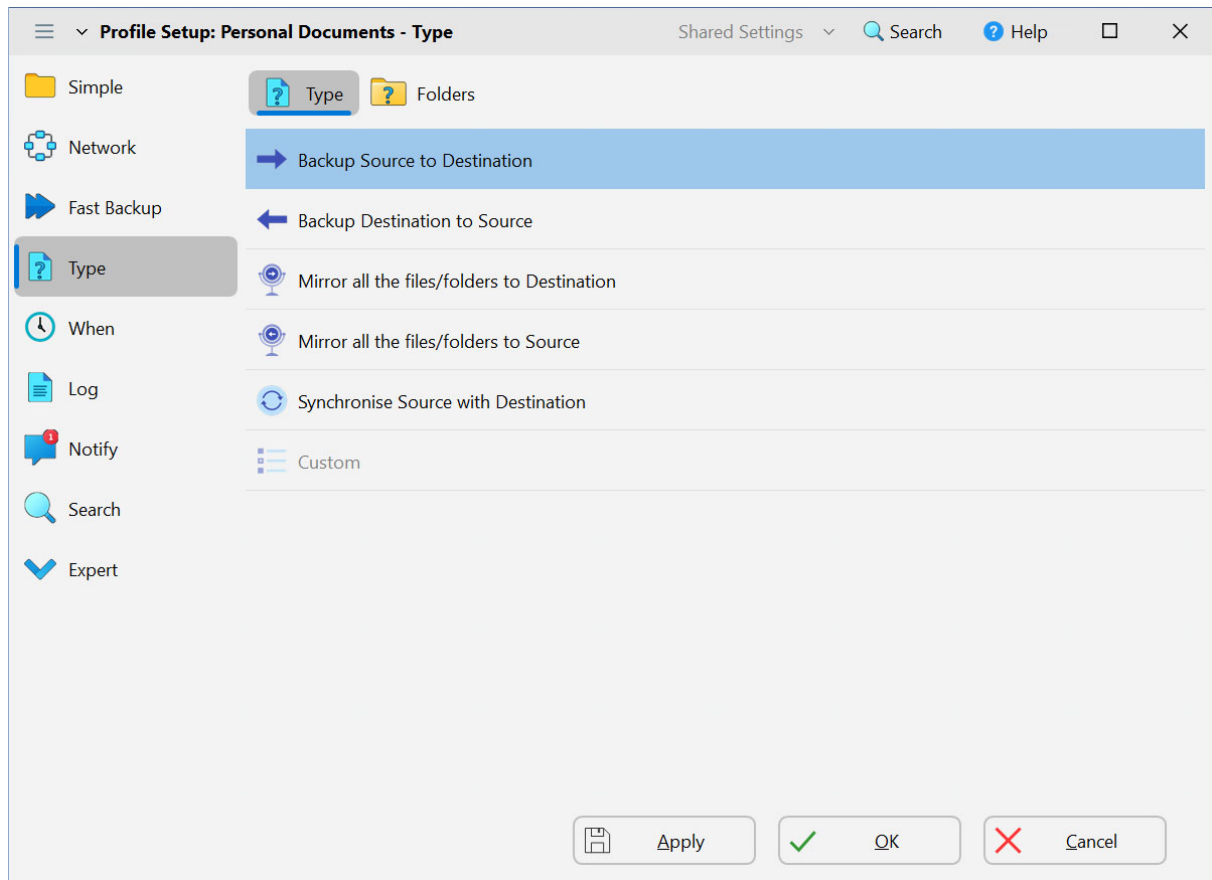 Profile Setup: Personal Documents - Type
Shared Settings
Search
Help
Simple
Network
Fast Backup
Type
When
Log
1
Notify
Search
Expert
Type
Folders
Backup Source to Destination
Backup Destination to Source
Mirror all the files/folders to Destination
Mirror all the files/folders to Source
Synchronise Source with Destination
Custom
Apply
OK
Cancel